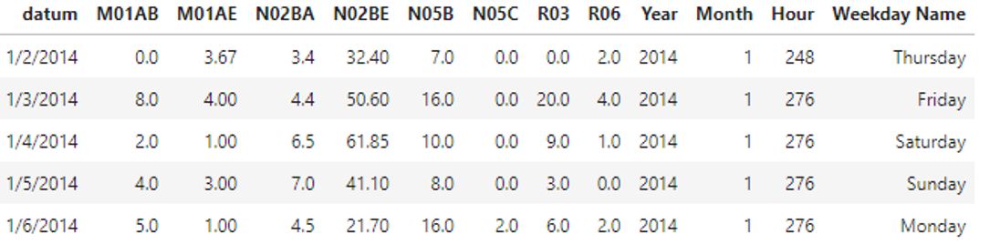 datum M01AB M01AE N02BA N02BE N05B N05C R03 R06 Year Month Hour Weekday Name
1/2/2014 0.0 3.67 3.4 32.40 7.0 0.0 0.0 2.0 2014 1 248 Thursday
1/3/2014 8.0 4.00 4.4 50.60 16.0 0.0 20.0 4.0 2014 1 276 Friday
1/4/2014 2.0 1.00 6.5 61.85 10.0 0.0 9.0 1.0 2014 1 276 Saturday
1/5/2014 4.0 3.00 7.0 41.10 8.0 0.0 3.0 0.0 2014 1 276 Sunday
1/6/2014 5.0 1.00 4.5 21.70 16.0 2.0 6.0 2.0 2014 1 276 Monday